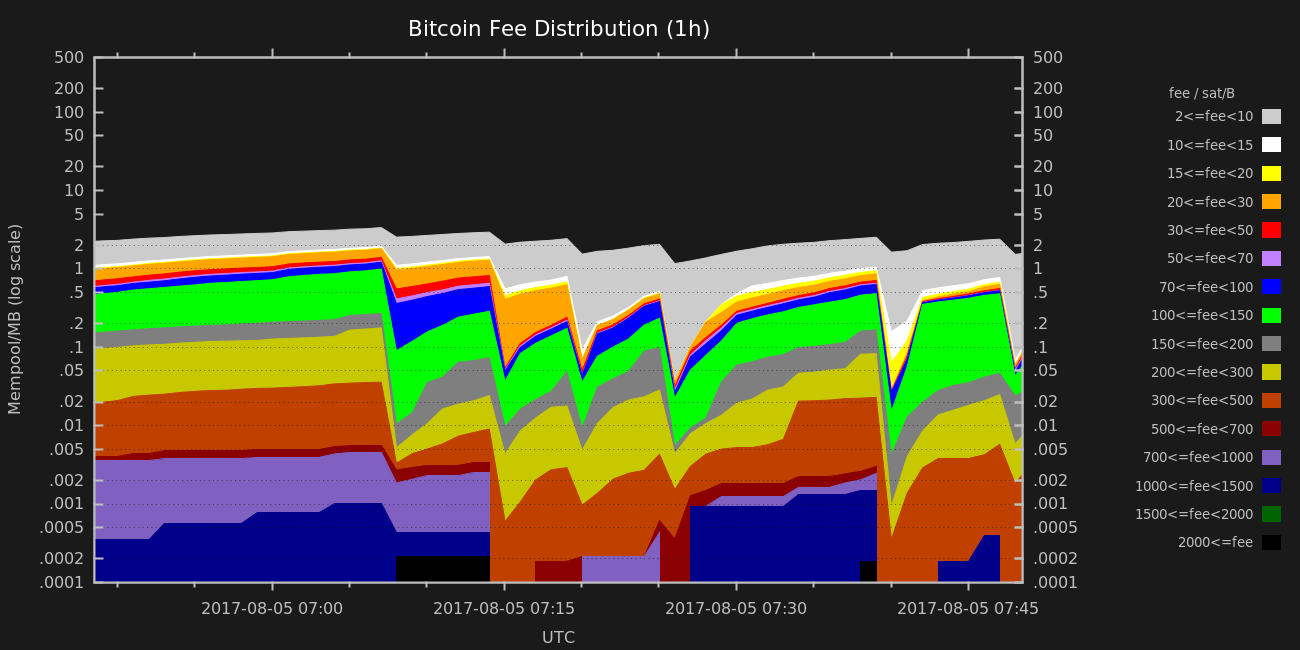 Bitcoin Fee Distribution (1h)
Mempool/MB (log scale)
500
200
100
50
20
10
5
2
1
.5
.2
.1
.05
.02
.01
.005
.002
.001
.0005
.0002
.0001
500
200
100
50
20
10
5
2
1
.5
.2
.1
.05
.02
.01
.005
.002
.001
.0005
.0002
.0001
2017-08-05 07:00 2017-08-05 07:15 2017-08-05 07:30 2017-08-05 07:45
UTC
fee / sat/B
2<=fee<10
10<=fee<15
15<=fee<20
20<=fee<30
30<=fee<50
50<=fee<70
70<=fee<100
100<=fee<150
150<=fee<200
200<=fee<300
300<=fee<500
500<=fee<700
700<=fee<1000
1000<=fee<1500
1500<=fee<2000
2000<=fee